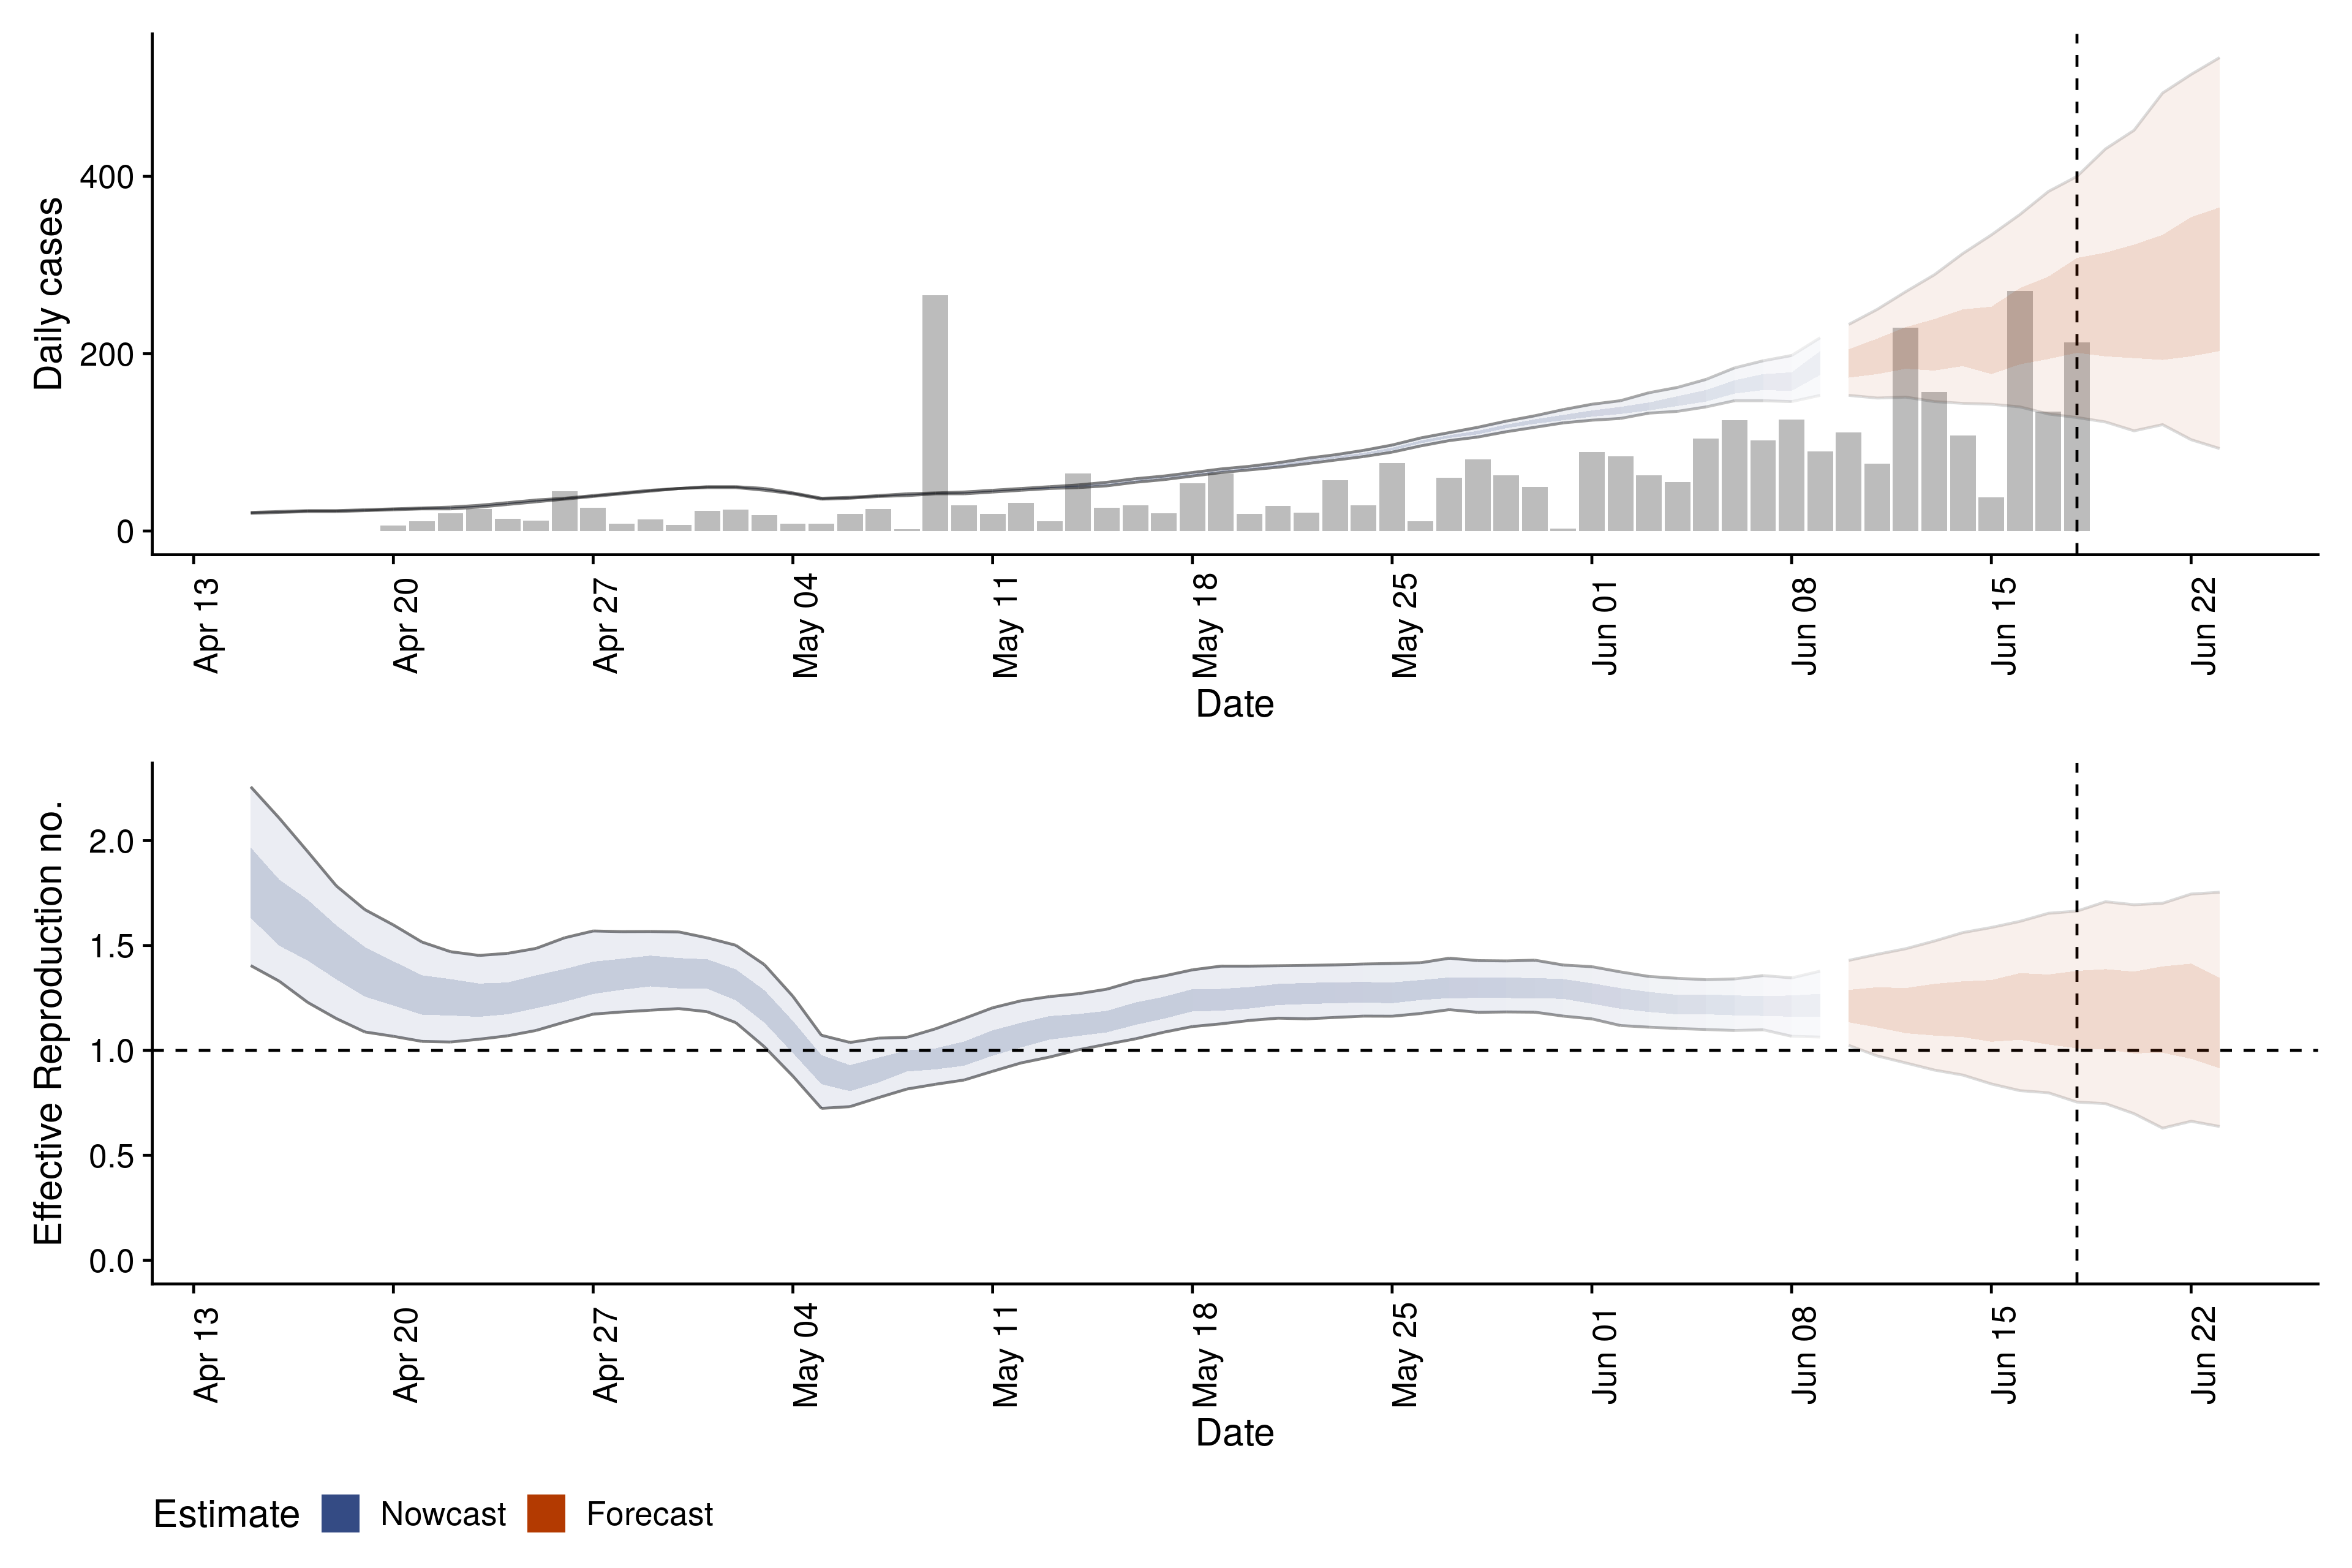 Daily cases
400
200
0
Apr 13
Apr 20
Apr 27
May 04
May 11
May 18
May 25
Jun 01
Jun 08
Jun 15
Jun 22
Date
Effective Reproduction no.
2.0
1.5
1.0
0.5
0.0
Apr 13
Apr 20
Apr 27
May 04
May 11
May 18
May 25
Jun 01
Jun 08
Jun 15
Jun 22
Date
Estimate Nowcast Forecast